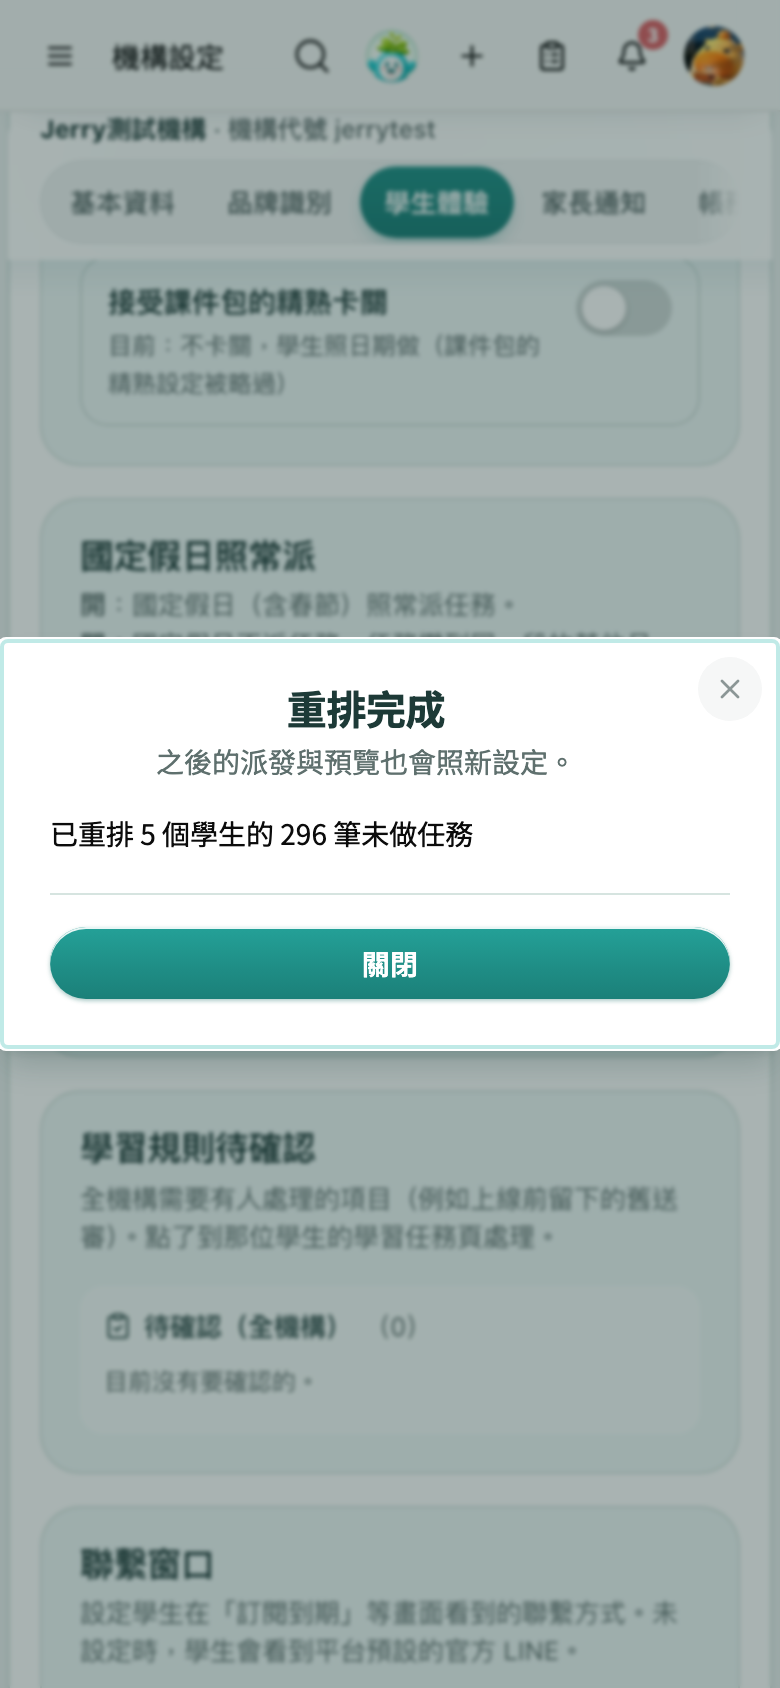 機構設定
3
Jerry測試機構 · 機構代號 jerrytest
基本資料 品牌識別 學生體驗 家長通知
接受課件包的精熟卡關
目前：不卡關，學生照日期做（課件包的
精熟設定被略過）
國定假日照常派
開：國定假日（含春節）照常派任務。
重排完成
之後的派發與預覽也會照新設定。
已重排 5 個學生的 296 筆未做任務
關閉
學習規則待確認
全機構需要有人處理的項目（例如上線前留下的舊送
審）。點了到那位學生的學習任務頁處理。
待確認（全機構） （0）
目前沒有要確認的。
聯繫窗口
設定學生在「訂閱到期」等畫面看到的聯繫方式。未
設定時，學生會看到平台預設的官方 LINE。